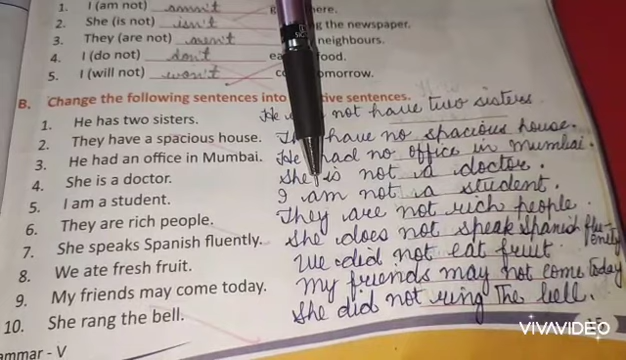 1. I (am not) amn't g here.
2. She (is not) isn't g the newspaper.
3. They (are not) aren't neighbours.
4. I (do not) don't ea food.
5. I (will not) won't co omorrow.
B. Change the following sentences into tive sentences.
1. He has two sisters. He not have two sisters.
2. They have a spacious house. Th have no spacious house.
3. He had an office in Mumbai. He had no office in mumbai.
4. She is a doctor. She is not a doctor.
5. I am a student. I am not a student.
6. They are rich people. They are not rich people.
7. She speaks Spanish fluently. She does not speak Spanish fluently
8. We ate fresh fruit. We did not eat fruit
9. My friends may come today. My friends may not come Today
10. She rang the bell. She did not ring The bell.
ammar - V
VIVAVIDEO